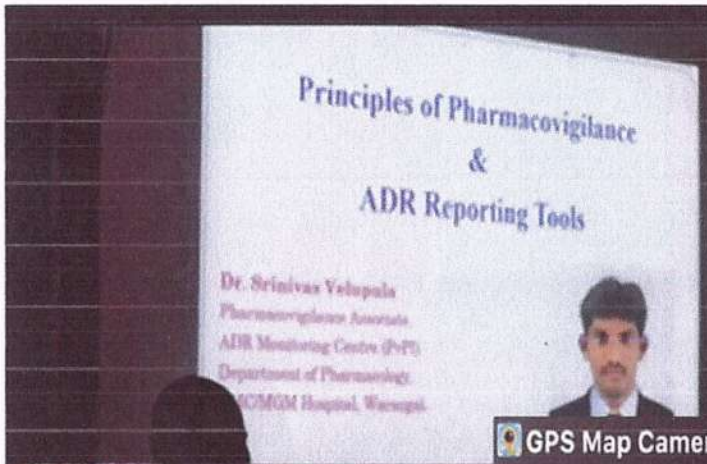 Principles of Pharmacovigilance
&
ADR Reporting Tools
Dr. Srinivas Velupula
Pharmacovigilance Associate
ADR Monitoring Centre (PvPI)
Department of Pharmacology
MGM Hospital, Warangal.
GPS Map Camer